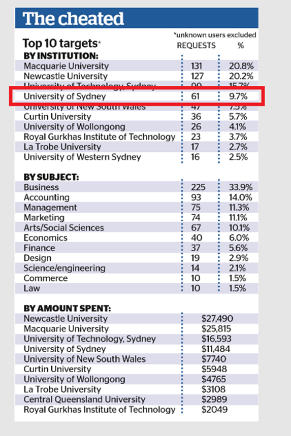 The cheated
*unknown users excluded
Top 10 targets* REQUESTS %
BY INSTITUTION:
Macquarie University 131 20.8%
Newcastle University 127 20.2%
University of Technology, Sydney 99 15.7%
University of Sydney 61 9.7%
University of New South Wales 47 7.5%
Curtin University 36 5.7%
University of Wollongong 26 4.1%
Royal Gurkhas Institute of Technology 23 3.7%
La Trobe University 17 2.7%
University of Western Sydney 16 2.5%
BY SUBJECT:
Business 225 33.9%
Accounting 93 14.0%
Management 75 11.3%
Marketing 74 11.1%
Arts/Social Sciences 67 10.1%
Economics 40 6.0%
Finance 37 5.6%
Design 19 2.9%
Science/engineering 14 2.1%
Commerce 10 1.5%
Law 10 1.5%
BY AMOUNT SPENT:
Newcastle University $27,490
Macquarie University $25,815
University of Technology, Sydney $16,593
University of Sydney $11,484
University of New South Wales $7740
Curtin University $5948
University of Wollongong $4765
La Trobe University $3108
Central Queensland University $2989
Royal Gurkhas Institute of Technology $2049